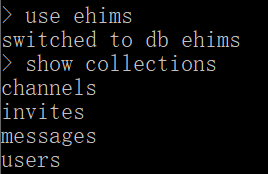 > use ehims
switched to db ehims
> show collections
channels
invites
messages
users